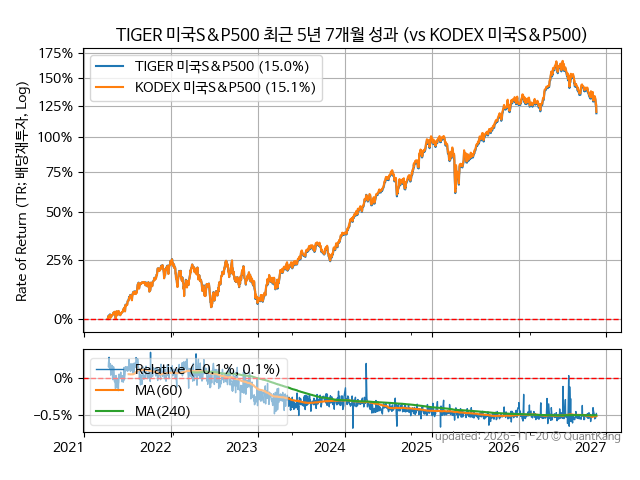 TIGER 미국S&P500 최근 5년 7개월 성과 (vs KODEX 미국S&P500)
175%
150%
125%
100%
75%
50%
25%
0%
Rate of Return (TR: 배당재투자, Log)
TIGER 미국S&P500 (15.0%)
KODEX 미국S&P500 (15.1%)
0%
−0.5%
Relative (−0.1%, 0.1%)
MA(60)
MA(240)
2021
2022
2023
2024
2025
2026
2027
updated: 2026-11-20 © QuantKang